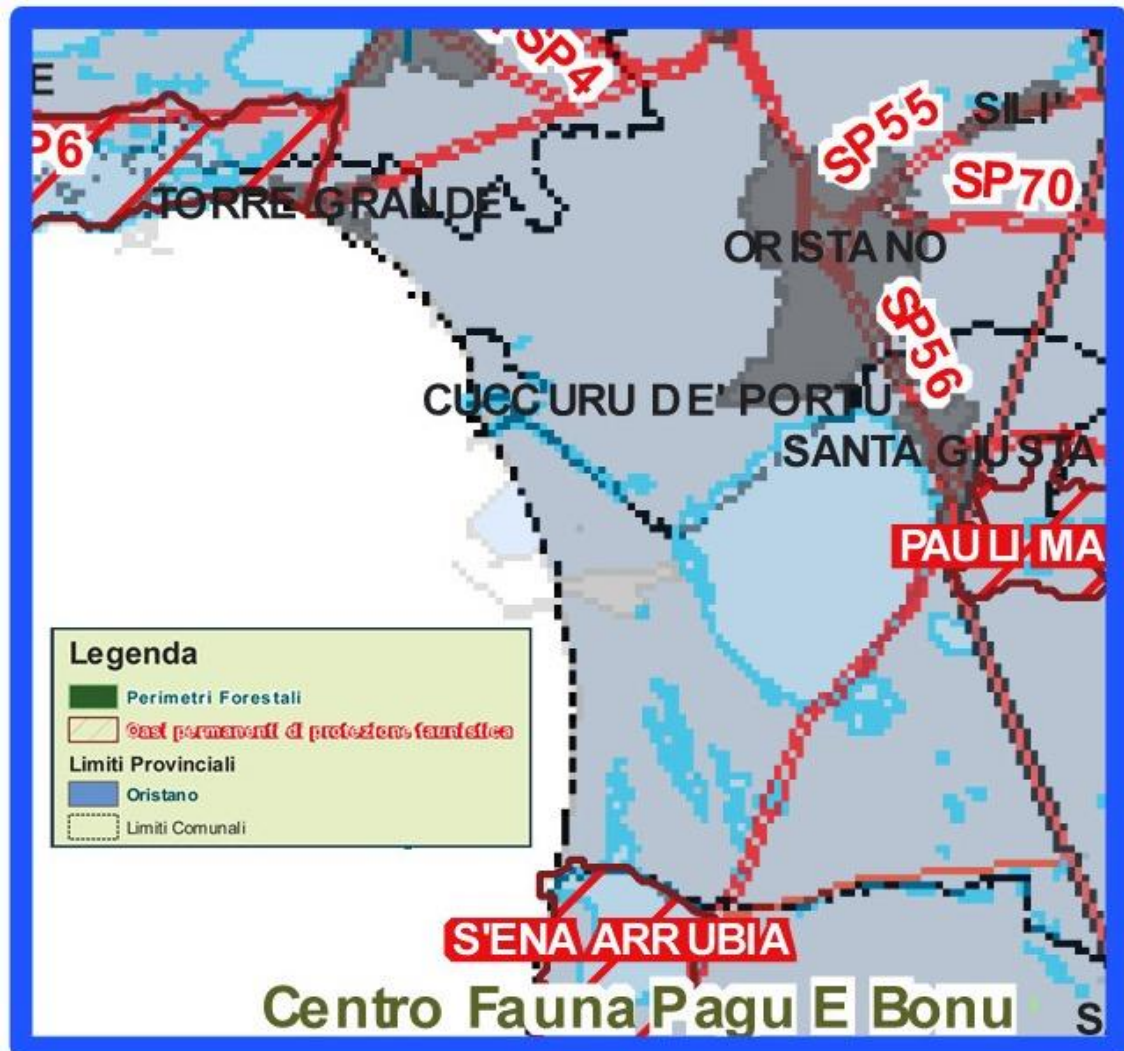 SP4
E
SILI'
SP55
P6
SP70
TORRE GRANDE
ORISTANO
SP56
CUCCURU DE' PORTU
SANTA GIUSTA
PAULI MA
Legenda
Perimetri Forestali
Oasi permanenti di protezione faunistica
Limiti Provinciali
Oristano
Limiti Comunali
S'ENA ARRUBIA
Centro Fauna Pagu E Bonu
S